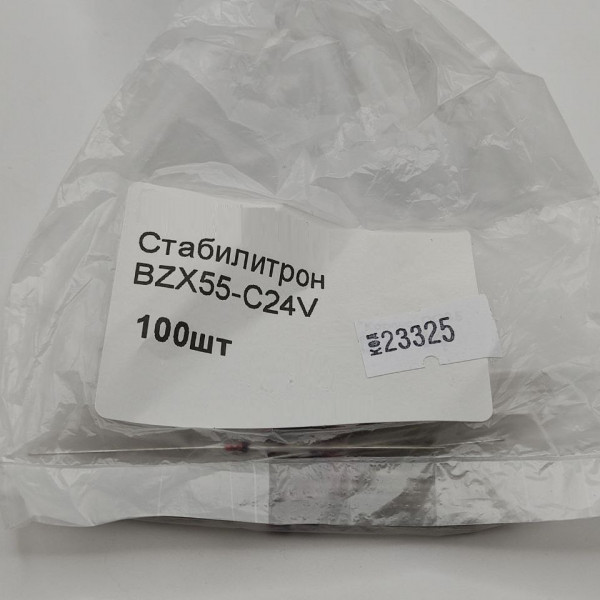 Стабилитрон
BZX55-C24V
100шт
код 23325